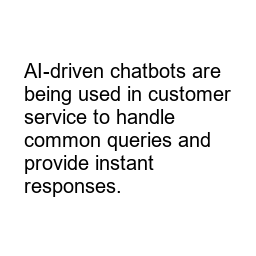 AI-driven chatbots are
being used in customer
service to handle
common queries and
provide instant
responses.